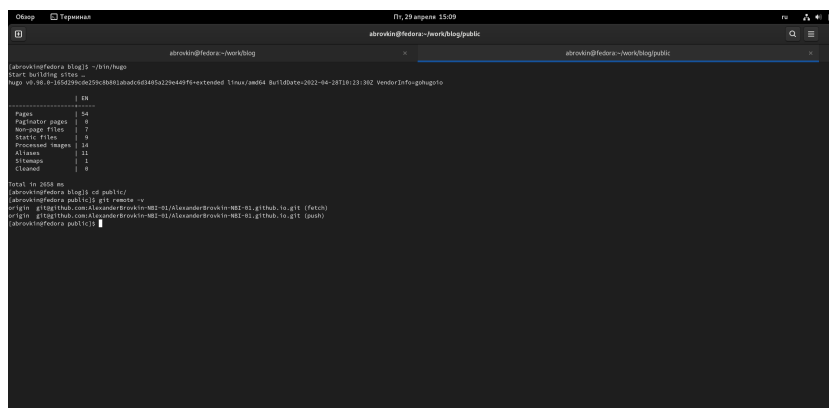 Обзор Терминал Пт, 29 апреля 15:09 ru
abrovkin@fedora:~/work/blog/public
abrovkin@fedora:~/work/blog × abrovkin@fedora:~/work/blog/public ×
[abrovkin@fedora blog]$ ~/bin/hugo
Start building sites …
hugo v0.98.0-165d299cde259c8b801abadc6d3405a229e449f6+extended linux/amd64 BuildDate=2022-04-28T10:23:30Z VendorInfo=gohugoio
| EN
-------------------+-----
Pages | 54
Paginator pages | 0
Non-page files | 7
Static files | 9
Processed images | 14
Aliases | 11
Sitemaps | 1
Cleaned | 0
Total in 2658 ms
[abrovkin@fedora blog]$ cd public/
[abrovkin@fedora public]$ git remote -v
origin git@github.com:AlexanderBrovkin-NBI-01/AlexanderBrovkin-NBI-01.github.io.git (fetch)
origin git@github.com:AlexanderBrovkin-NBI-01/AlexanderBrovkin-NBI-01.github.io.git (push)
[abrovkin@fedora public]$